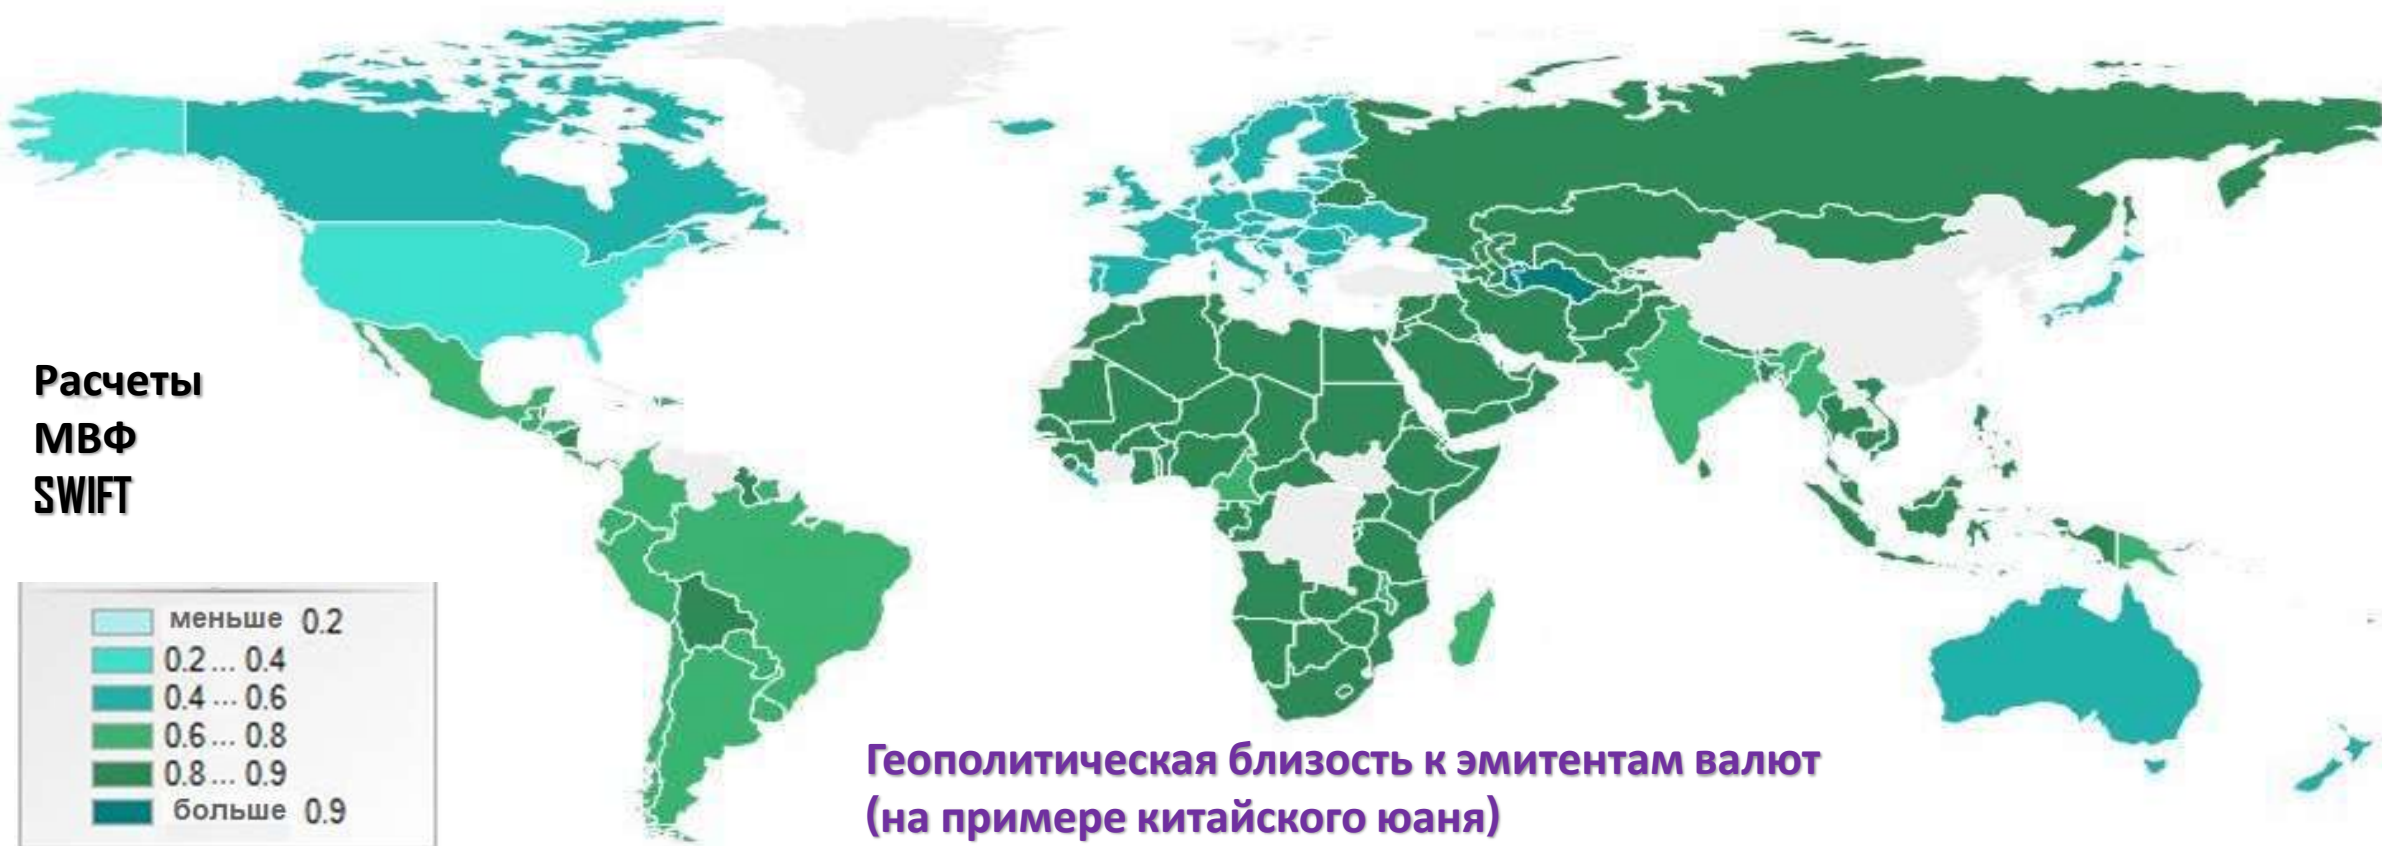 Расчеты
МВФ
SWIFT
меньше 0.2
0.2 ... 0.4
0.4 ... 0.6
0.6 ... 0.8
0.8 ... 0.9
больше 0.9
Геополитическая близость к эмитентам валют
(на примере китайского юаня)